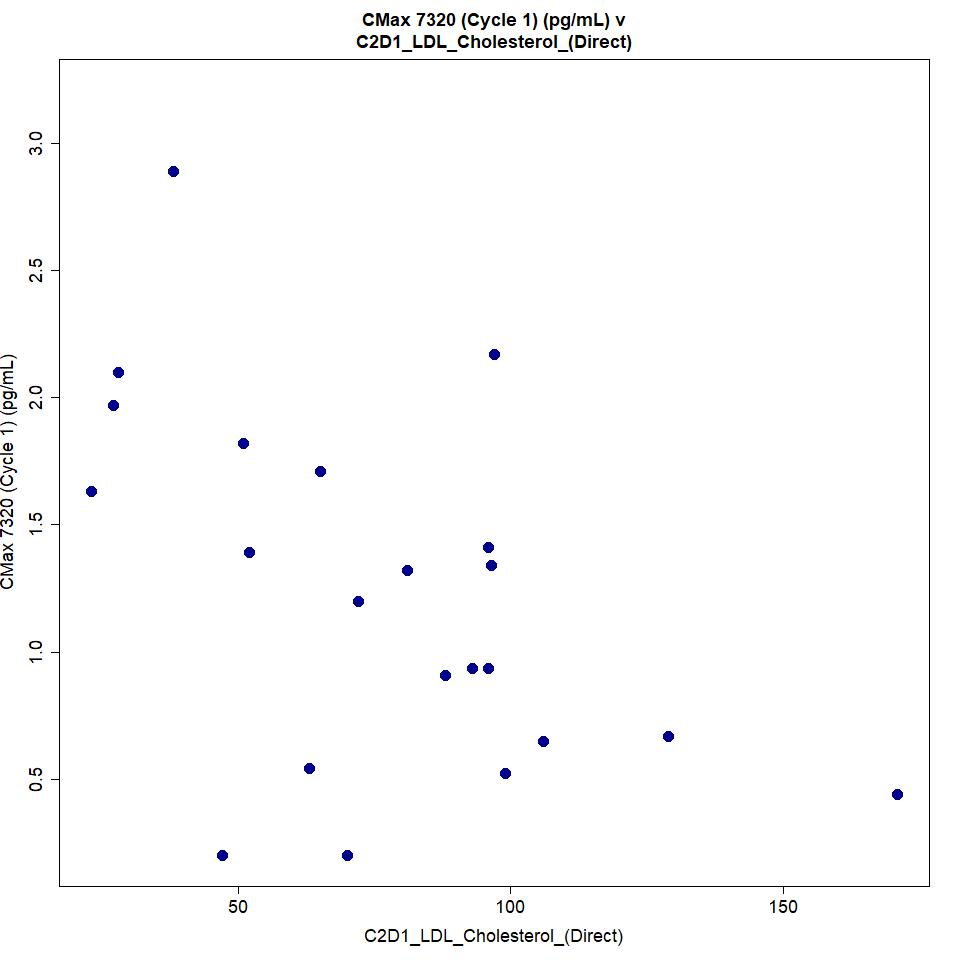 CMax 7320 (Cycle 1) (pg/mL) v
C2D1_LDL_Cholesterol_(Direct)
CMax 7320 (Cycle 1) (pg/mL)
3.0
2.5
2.0
1.5
1.0
0.5
50
100
150
C2D1_LDL_Cholesterol_(Direct)